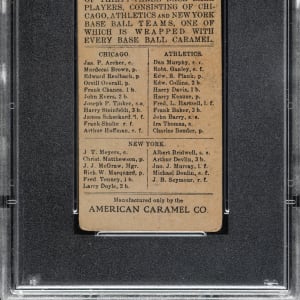 PLAYERS, CONSISTING OF CHI-
CAGO, ATHLETICS and NEW YORK
BASE BALL TEAMS, ONE OF
WHICH IS WRAPPED WITH
EVERY BASE BALL CARAMEL.
CHICAGO.
Jas. P. Archer, c.
Mordecai Brown, p.
Edward Reulbach, p.
Orvill Overall, p.
Frank Chance, 1 b.
John Evers, 2 b.
Joseph P. Tinker, s.s.
Harry Steinfeldt, 3 b.
James Scheckard, l f.
Frank Shulte r. f.
Arthur Hoffman, r. f.
ATHLETICS.
Dan Murphy, r. f.
Robt. Ganley, c. f.
Edw. S. Plank, p.
Edw. Collins, 2 b.
Harry Davis, 1 b.
Harry Krause, p.
Fred. L. Hartsell, l f.
Frank Baker, 3 b.
John Barry, s. s.
Ira Thomas, c.
Charles Bender, p.
NEW YORK.
J. T. Meyers, c.
Christ. Matthewson, p.
J. J. McGraw, Mgr.
Rich. W. Marquard, p.
Fred. Tenney, 1 b.
Larry Doyle, 2 b.
Albert Bridwell, s. s.
Arthur Devlin, 3 b.
Jno. J. Murray, l f.
Michael Donlin, c. f.
J. B. Seymour, r. f.
Manufactured only by the
AMERICAN CARAMEL CO.